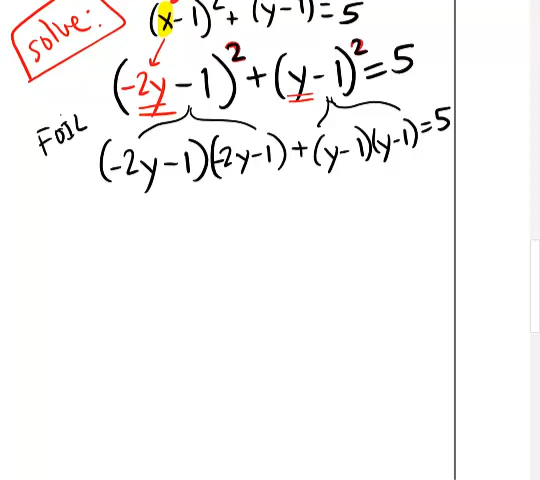 solve:
(x-1)² + (y-1) = 5
(-2y-1)² + (y-1)² = 5
FOIL
(-2y-1)(-2y-1) + (y-1)(y-1) = 5